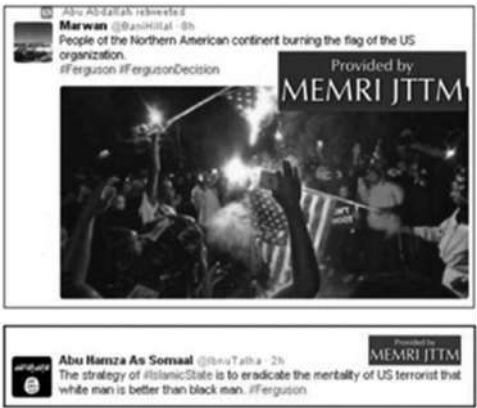 Abu Abdallah retweeted
Marwan @BaniHillal · 8h
People of the Northern American continent burning the flag of the US
organization.
#Ferguson #FergusonDecision
Provided by
MEMRI JTTM
Provided by
MEMRI JTTM
Abu Hamza As Somaal @IbnuTalha · 2h
The strategy of #IslamicState is to eradicate the mentality of US terrorist that
white man is better than black man. #Ferguson